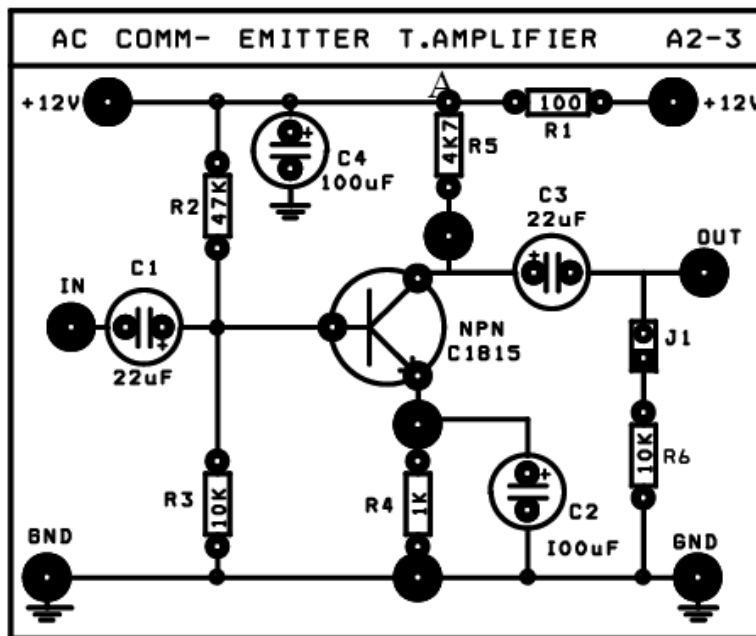 AC COMM- EMITTER T.AMPLIFIER A2-3
A
+12V
100
+12V
R1
4K7
R5
C4
100uF
R2
47K
C3
22uF
OUT
C1
IN
NPN
C1815
J1
22uF
R3
10K
R4
1K
C2
100uF
10K
R6
GND
GND